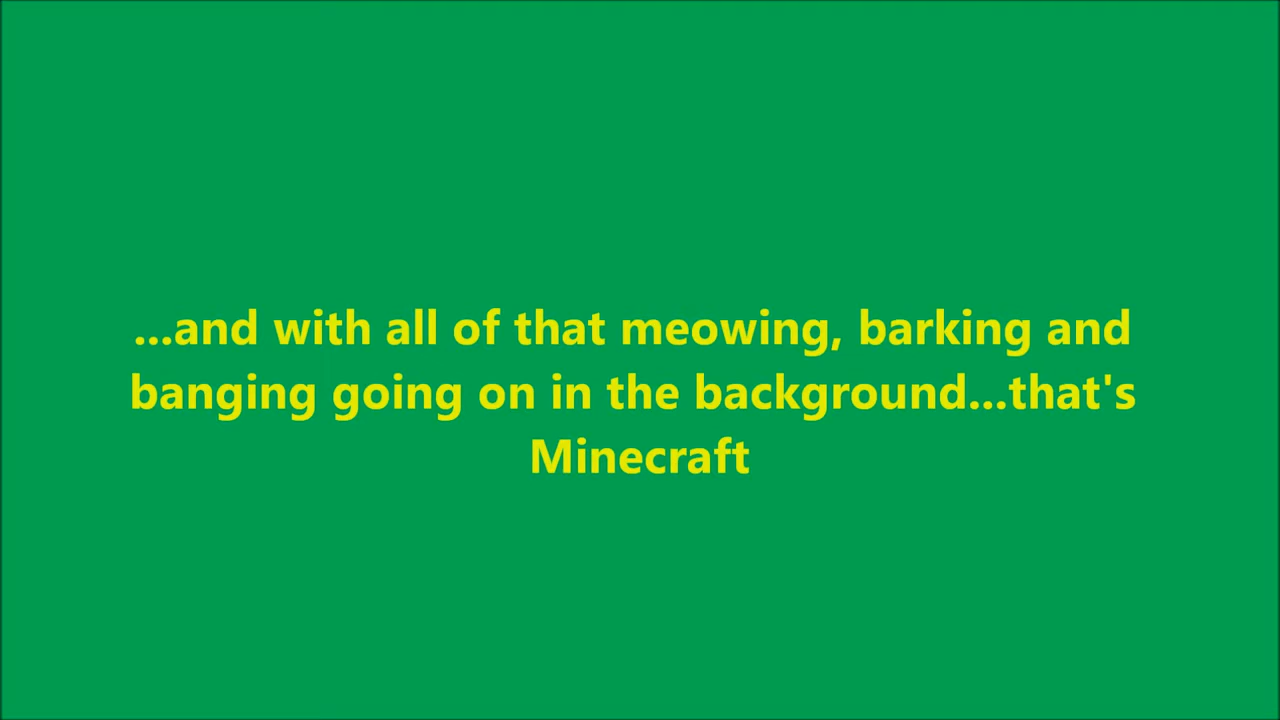 ...and with all of that meowing, barking and
banging going on in the background...that's
Minecraft